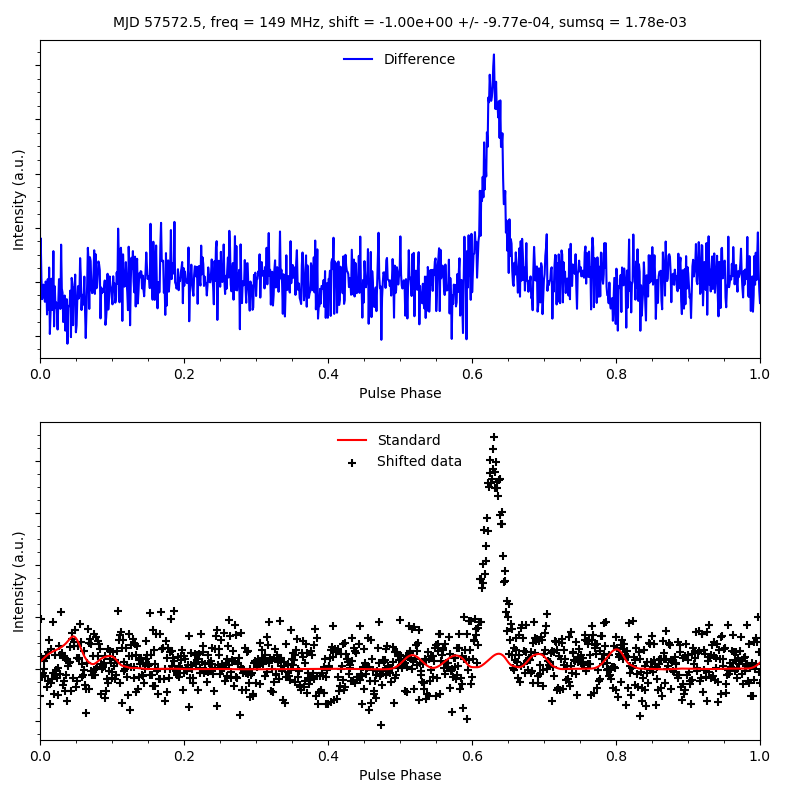 MJD 57572.5, freq = 149 MHz, shift = -1.00e+00 +/- -9.77e-04, sumsq = 1.78e-03
Difference
Intensity (a.u.)
0.0 0.2 0.4 0.6 0.8 1.0
Pulse Phase
Standard
Shifted data
Intensity (a.u.)
0.0 0.2 0.4 0.6 0.8 1.0
Pulse Phase